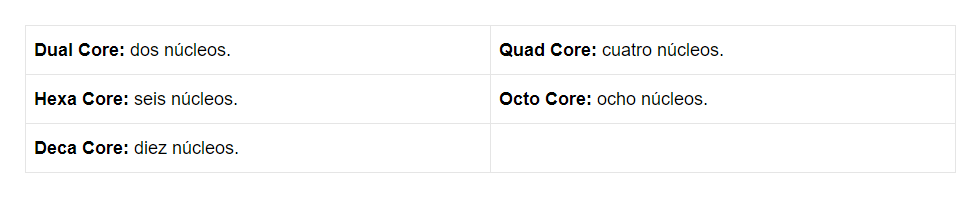 Dual Core: dos núcleos.
Quad Core: cuatro núcleos.
Hexa Core: seis núcleos.
Octo Core: ocho núcleos.
Deca Core: diez núcleos.